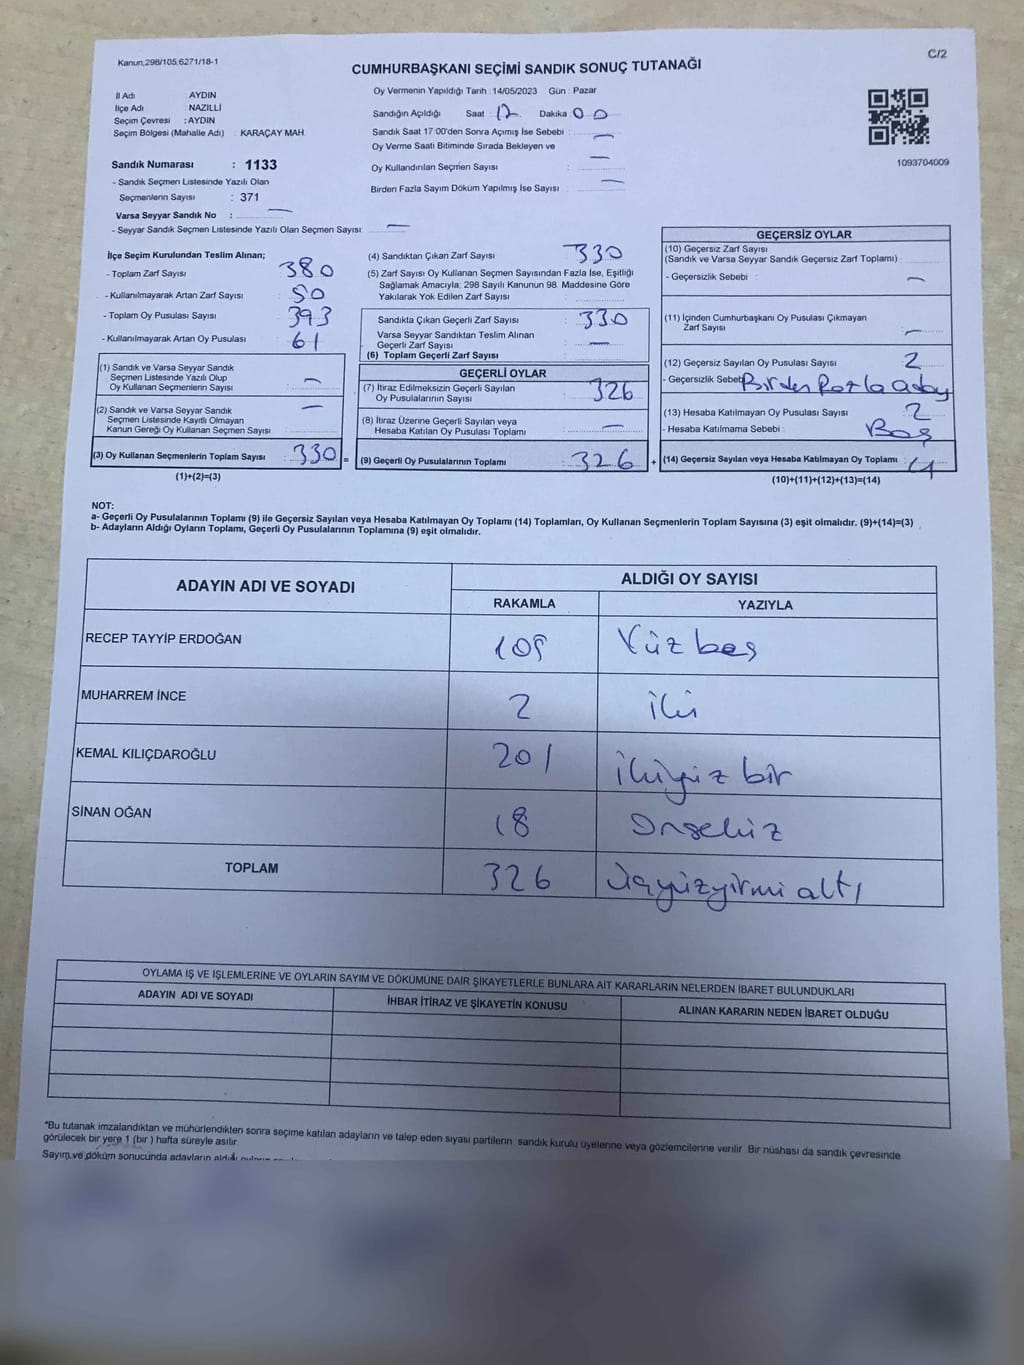 Kanun,298/105,6271/18-1
C/2
CUMHURBAŞKANI SEÇİMİ SANDIK SONUÇ TUTANAĞI
İl Adı : AYDIN
İlçe Adı : NAZİLLİ
Seçim Çevresi : AYDIN
Seçim Bölgesi (Mahalle Adı) : KARAÇAY MAH.
Sandık Numarası : 1133
- Sandık Seçmen Listesinde Yazılı Olan
Seçmenlerin Sayısı : 371
Varsa Seyyar Sandık No : —
- Seyyar Sandık Seçmen Listesinde Yazılı Olan Seçmen Sayısı: —
Oy Vermenin Yapıldığı Tarih : 14/05/2023 Gün : Pazar
Sandığın Açıldığı Saat : 17 Dakika : 00
Sandık Saat 17:00'den Sonra Açımış İse Sebebi : —
Oy Verme Saati Bitiminde Sırada Bekleyen ve
Oy Kullandırılan Seçmen Sayısı : —
Birden Fazla Sayım Döküm Yapılmış İse Sayısı : —
1093704009
İlçe Seçim Kurulundan Teslim Alınan;
- Toplam Zarf Sayısı : 380
- Kullanılmayarak Artan Zarf Sayısı : 50
- Toplam Oy Pusulası Sayısı : 393
- Kullanılmayarak Artan Oy Pusulası : 61
(1) Sandık ve Varsa Seyyar Sandık
Seçmen Listesinde Yazılı Olup
Oy Kullanan Seçmenlerin Sayısı : —
(2) Sandık ve Varsa Seyyar Sandık
Seçmen Listesinde Kayıtlı Olmayan
Kanun Gereği Oy Kullanan Seçmen Sayısı : —
(3) Oy Kullanan Seçmenlerin Toplam Sayısı : 330 =
(1)+(2)=(3)
(4) Sandıktan Çıkan Zarf Sayısı : 330
(5) Zarf Sayısı Oy Kullanan Seçmen Sayısından Fazla İse, Eşitliği
Sağlamak Amacıyla; 298 Sayılı Kanunun 98. Maddesine Göre
Yakılarak Yok Edilen Zarf Sayısı :
Sandıkta Çıkan Geçerli Zarf Sayısı : 330
Varsa Seyyar Sandıktan Teslim Alınan
Geçerli Zarf Sayısı : —
(6) Toplam Geçerli Zarf Sayısı :
GEÇERLİ OYLAR
(7) İtiraz Edilmeksizin Geçerli Sayılan
Oy Pusulalarının Sayısı : 326
(8) İtiraz Üzerine Geçerli Sayılan veya
Hesaba Katılan Oy Pusulası Toplamı : —
(9) Geçerli Oy Pusulalarının Toplamı : 326 +
GEÇERSİZ OYLAR
(10) Geçersiz Zarf Sayısı
(Sandık ve Varsa Seyyar Sandık Geçersiz Zarf Toplamı) :
- Geçersizlik Sebebi : —
(11) İçinden Cumhurbaşkanı Oy Pusulası Çıkmayan
Zarf Sayısı : —
(12) Geçersiz Sayılan Oy Pusulası Sayısı : 2
- Geçersizlik Sebebi Birden Fazla aday
(13) Hesaba Katılmayan Oy Pusulası Sayısı : 2
- Hesaba Katılmama Sebebi : Boş
(14) Geçersiz Sayılan veya Hesaba Katılmayan Oy Toplamı : 4
(10)+(11)+(12)+(13)=(14)
NOT:
a- Geçerli Oy Pusulalarının Toplamı (9) ile Geçersiz Sayılan veya Hesaba Katılmayan Oy Toplamı (14) Toplamları, Oy Kullanan Seçmenlerin Toplam Sayısına (3) eşit olmalıdır. (9)+(14)=(3)
b- Adayların Aldığı Oyların Toplamı, Geçerli Oy Pusulalarının Toplamına (9) eşit olmalıdır.
ADAYIN ADI VE SOYADI
ALDIĞI OY SAYISI
RAKAMLA YAZIYLA
RECEP TAYYİP ERDOĞAN 105 Yüz beş
MUHARREM İNCE 2 iki
KEMAL KILIÇDAROĞLU 201 ikiyüz bir
SİNAN OĞAN 18 Onsekiz
TOPLAM 326 üçyüzyirmi altı
OYLAMA İŞ VE İŞLEMLERİNE VE OYLARIN SAYIM VE DÖKÜMÜNE DAİR ŞİKAYETLERLE BUNLARA AİT KARARLARIN NELERDEN İBARET BULUNDUKLARI
ADAYIN ADI VE SOYADI İHBAR İTİRAZ VE ŞİKAYETİN KONUSU ALINAN KARARIN NEDEN İBARET OLDUĞU
*Bu tutanak imzalandıktan ve mühürlendikten sonra seçime katılan adayların ve talep eden siyasi partilerin sandık kurulu üyelerine veya gözlemcilerine verilir. Bir nüshası da sandık çevresinde
görülecek bir yere 1 (bir ) hafta süreyle asılır.
Sayım ve döküm sonucunda adayların aldığı